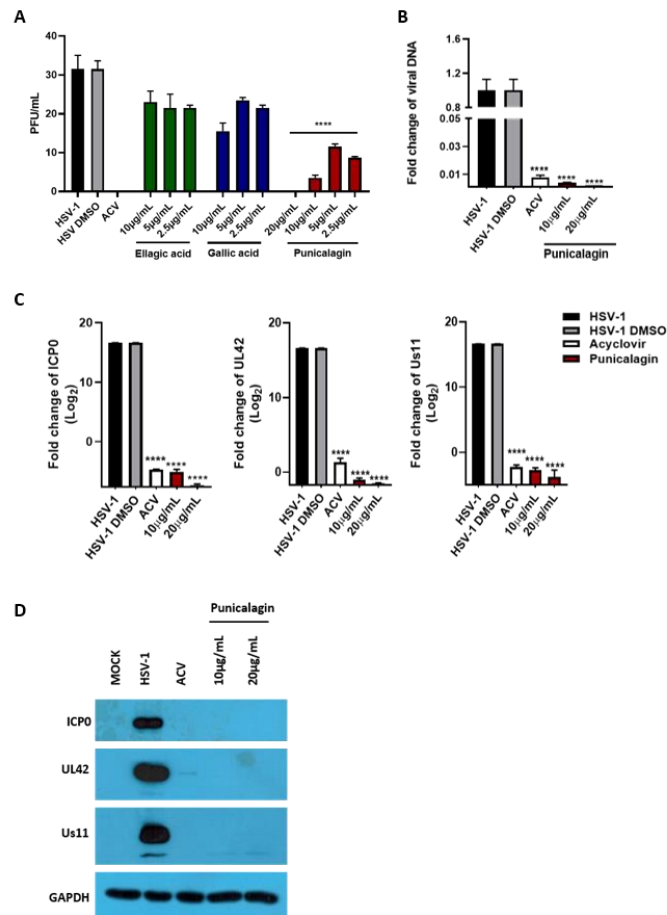 A
PFU/mL
40
30
20
10
0
****
HSV-1
HSV DMSO
ACV
10µg/mL
5µg/mL
2.5µg/mL
10µg/mL
5µg/mL
2.5µg/mL
20µg/mL
10µg/mL
5µg/mL
2.5µg/mL
Ellagic acid
Gallic acid
Punicalagin
B
Fold change of viral DNA
1.6
1.4
1.2
1.0
0.8
0.05
0.01
****
****
****
HSV-1
HSV-1 DMSO
ACV
10µg/mL
20µg/mL
Punicalagin
C
Fold change of ICP0
(Log2)
20
10
0
****
****
****
HSV-1
HSV-1 DMSO
ACV
10µg/mL
20µg/mL
Fold change of UL42
(Log2)
20
10
0
****
****
****
HSV-1
HSV-1 DMSO
ACV
10µg/mL
20µg/mL
Fold change of Us11
(Log2)
20
10
0
****
****
****
HSV-1
HSV-1 DMSO
ACV
10µg/mL
20µg/mL
HSV-1
HSV-1 DMSO
Acyclovir
Punicalagin
D
Punicalagin
MOCK
HSV-1
ACV
10µg/mL
20µg/mL
ICP0
UL42
Us11
GAPDH